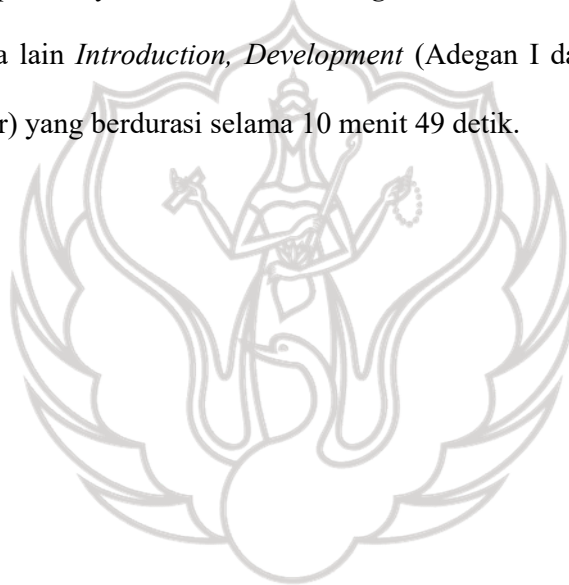 a lain Introduction, Development (Adegan I da
r) yang berdurasi selama 10 menit 49 detik.